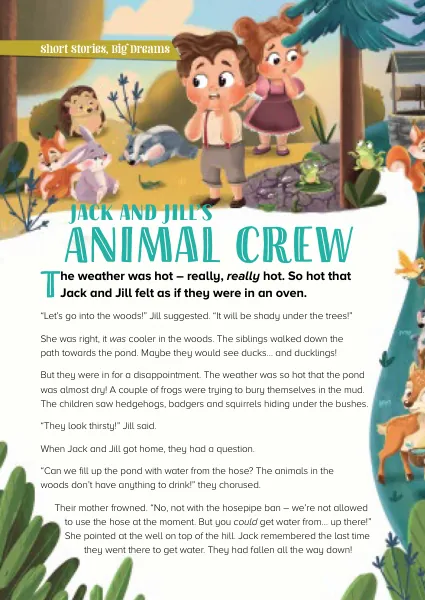 Short Stories, Big Dreams
JACK AND JILL'S
ANIMAL CREW
The weather was hot – really, really hot. So hot that
Jack and Jill felt as if they were in an oven.
“Let's go into the woods!” Jill suggested. “It will be shady under the trees!”
She was right, it was cooler in the woods. The siblings walked down the
path towards the pond. Maybe they would see ducks... and ducklings!
But they were in for a disappointment. The weather was so hot that the pond
was almost dry! A couple of frogs were trying to bury themselves in the mud.
The children saw hedgehogs, badgers and squirrels hiding under the bushes.
“They look thirsty!” Jill said.
When Jack and Jill got home, they had a question.
“Can we fill up the pond with water from the hose? The animals in the
woods don't have anything to drink!” they chorused.
Their mother frowned. “No, not with the hosepipe ban – we're not allowed
to use the hose at the moment. But you could get water from... up there!”
She pointed at the well on top of the hill. Jack remembered the last time
they went there to get water. They had fallen all the way down!